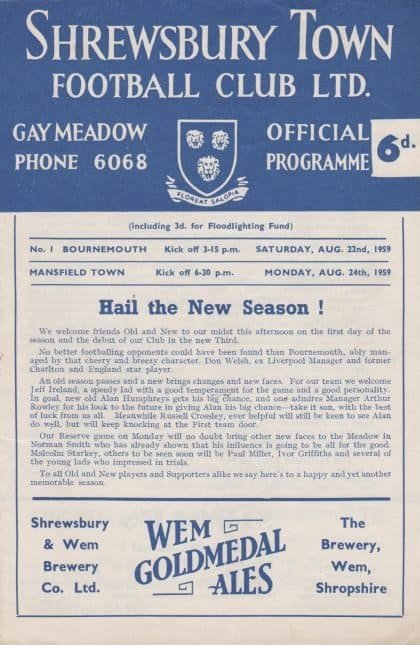 SHREWSBURY TOWN
FOOTBALL CLUB LTD.
GAY MEADOW
PHONE 6068
OFFICIAL
PROGRAMME
6d.
FLOREAT SALOPIA
(including 3d. for Floodlighting Fund)
No. 1 BOURNEMOUTH Kick off 3-15 p.m. SATURDAY, AUG. 22nd, 1959
MANSFIELD TOWN Kick off 6-30 p.m. MONDAY, AUG. 24th, 1959
Hail the New Season !
We welcome friends Old and New to our midst this afternoon on the first day of the
season and the debut of our Club in the new Third.
No better footballing opponents could have been found than Bournemouth, ably man-
aged by that cheery and breezy character, Don Welsh, ex Liverpool Manager and former
Charlton and England star player.
An old season passes and a new brings changes and new faces. For our team we welcome
Jeff Ireland, a speedy lad with a good temperament for the game and a good personality.
In goal, new old Alan Humphreys gets his big chance, and one admires Manager Arthur
Rowley for his look to the future in giving Alan his big chance—take it son, with the best
of luck from us all. Meanwhile Russell Crossley, ever helpful will still be keen to see Alan
do well, but will keep knocking at the First team door.
Our Reserve game on Monday will no doubt bring other new faces to the Meadow in
Norman Smith who has already shown that his influence is going to be all for the good.
Malcolm Starkey, others to be seen soon will be Paul Miller, Ivor Griffiths and several of
the young lads who impressed in trials.
To all Old and New players and Supporters alike we say here's to a happy and yet another
memorable season.
Shrewsbury
& Wem
Brewery
Co. Ltd.
WEM
GOLDMEDAL
ALES
The
Brewery,
Wem,
Shropshire